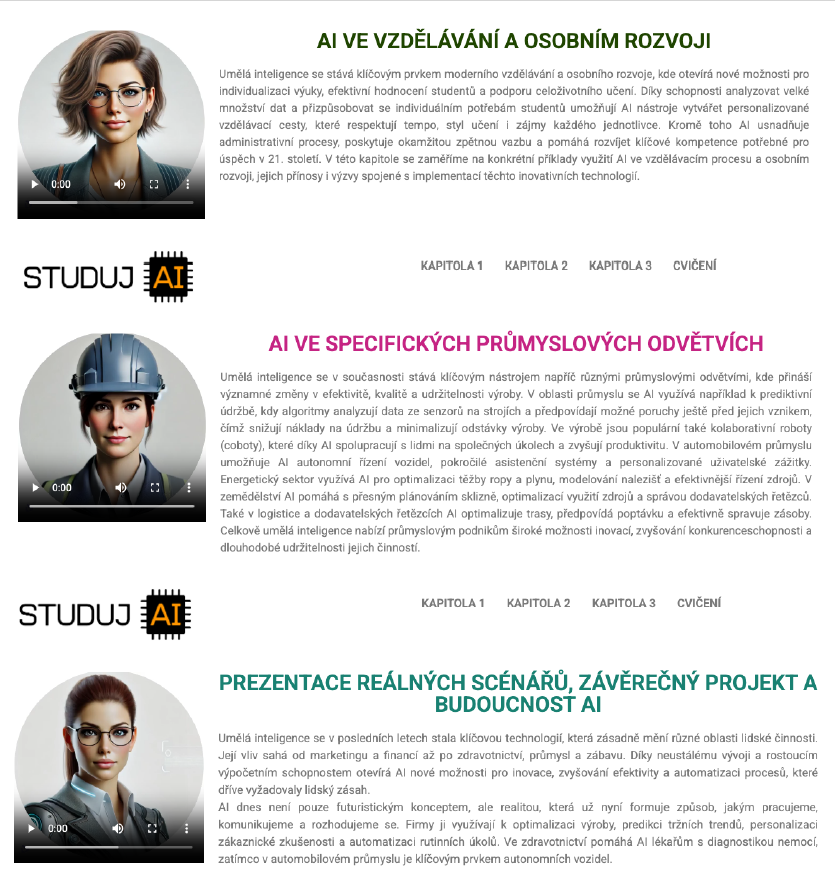 AI VE VZDĚLÁVÁNÍ A OSOBNÍM ROZVOJI
Umělá inteligence se stává klíčovým prvkem moderního vzdělávání a osobního rozvoje, kde otevírá nové možnosti pro
individualizaci výuky, efektivní hodnocení studentů a podporu celoživotního učení. Díky schopnosti analyzovat velké
množství dat a přizpůsobovat se individuálním potřebám studentů umožňují AI nástroje vytvářet personalizované
vzdělávací cesty, které respektují tempo, styl učení i zájmy každého jednotlivce. Kromě toho AI usnadňuje
administrativní procesy, poskytuje okamžitou zpětnou vazbu a pomáhá rozvíjet klíčové kompetence potřebné pro
úspěch v 21. století. V této kapitole se zaměříme na konkrétní příklady využití AI ve vzdělávacím procesu a osobním
rozvoji, jejich přínosy i výzvy spojené s implementací těchto inovativních technologií.
0:00
STUDUJ AI
KAPITOLA 1 KAPITOLA 2 KAPITOLA 3 CVIČENÍ
AI VE SPECIFICKÝCH PRŮMYSLOVÝCH ODVĚTVÍCH
Umělá inteligence se v současnosti stává klíčovým nástrojem napříč různými průmyslovými odvětvími, kde přináší
významné změny v efektivitě, kvalitě a udržitelnosti výroby. V oblasti průmyslu se AI využívá například k prediktivní
údržbě, kdy algoritmy analyzují data ze senzorů na strojích a předpovídají možné poruchy ještě před jejich vznikem,
čímž snižují náklady na údržbu a minimalizují odstávky výroby. Ve výrobě jsou populární také kolaborativní roboty
(coboty), které díky AI spolupracují s lidmi na společných úkolech a zvyšují produktivitu. V automobilovém průmyslu
umožňuje AI autonomní řízení vozidel, pokročilé asistenční systémy a personalizované uživatelské zážitky.
Energetický sektor využívá AI pro optimalizaci těžby ropy a plynu, modelování nalezišť a efektivnější řízení zdrojů. V
zemědělství AI pomáhá s přesným plánováním sklizně, optimalizací využití zdrojů a správou dodavatelských řetězců.
Také v logistice a dodavatelských řetězcích AI optimalizuje trasy, předpovídá poptávku a efektivně spravuje zásoby.
Celkově umělá inteligence nabízí průmyslovým podnikům široké možnosti inovací, zvyšování konkurenceschopnosti a
dlouhodobé udržitelnosti jejich činností.
0:00
STUDUJ AI
KAPITOLA 1 KAPITOLA 2 KAPITOLA 3 CVIČENÍ
PREZENTACE REÁLNÝCH SCÉNÁŘŮ, ZÁVĚREČNÝ PROJEKT A
BUDOUCNOST AI
Umělá inteligence se v posledních letech stala klíčovou technologií, která zásadně mění různé oblasti lidské činnosti.
Její vliv sahá od marketingu a financí až po zdravotnictví, průmysl a zábavu. Díky neustálému vývoji a rostoucím
výpočetním schopnostem otevírá AI nové možnosti pro inovace, zvyšování efektivity a automatizaci procesů, které
dříve vyžadovaly lidský zásah.
AI dnes není pouze futuristickým konceptem, ale realitou, která už nyní formuje způsob, jakým pracujeme,
komunikujeme a rozhodujeme se. Firmy ji využívají k optimalizaci výroby, predikci tržních trendů, personalizaci
zákaznické zkušenosti a automatizaci rutinních úkolů. Ve zdravotnictví pomáhá AI lékařům s diagnostikou nemocí,
zatímco v automobilovém průmyslu je klíčovým prvkem autonomních vozidel.
0:00